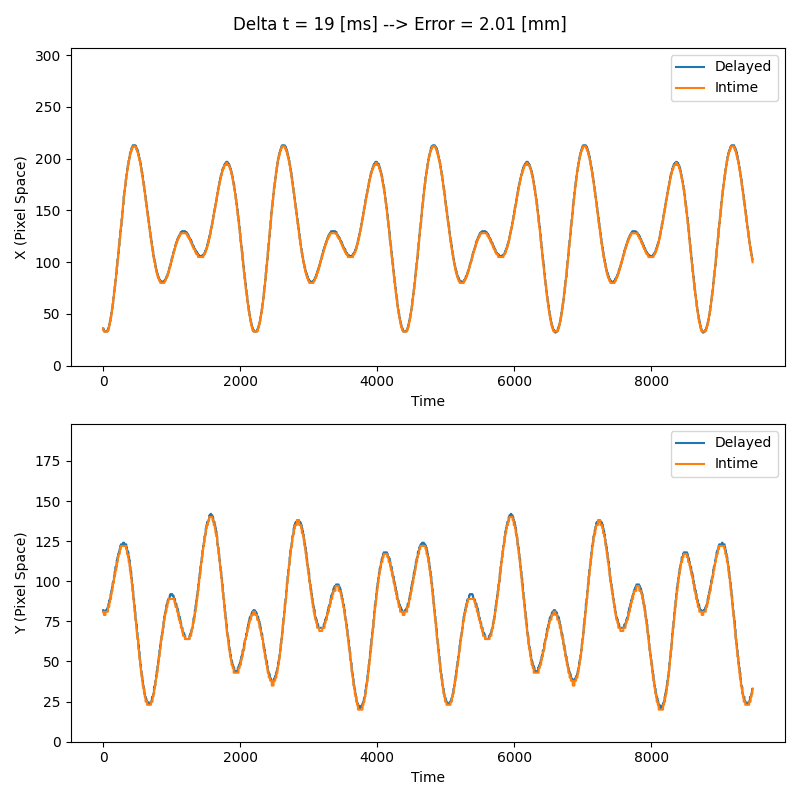 Delta t = 19 [ms] --> Error = 2.01 [mm]
300
250
200
150
100
50
0
X (Pixel Space)
Delayed
Intime
0 2000 4000 6000 8000
Time
175
150
125
100
75
50
25
0
Y (Pixel Space)
Delayed
Intime
0 2000 4000 6000 8000
Time